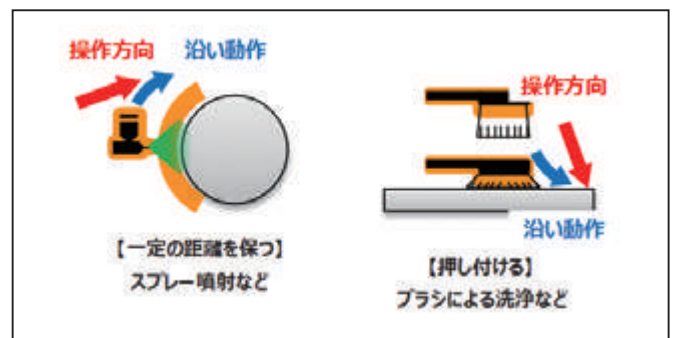 操作方向
沿い動作
【一定の距離を保つ】
スプレー噴射など
操作方向
沿い動作
【押し付ける】
ブラシによる洗浄など